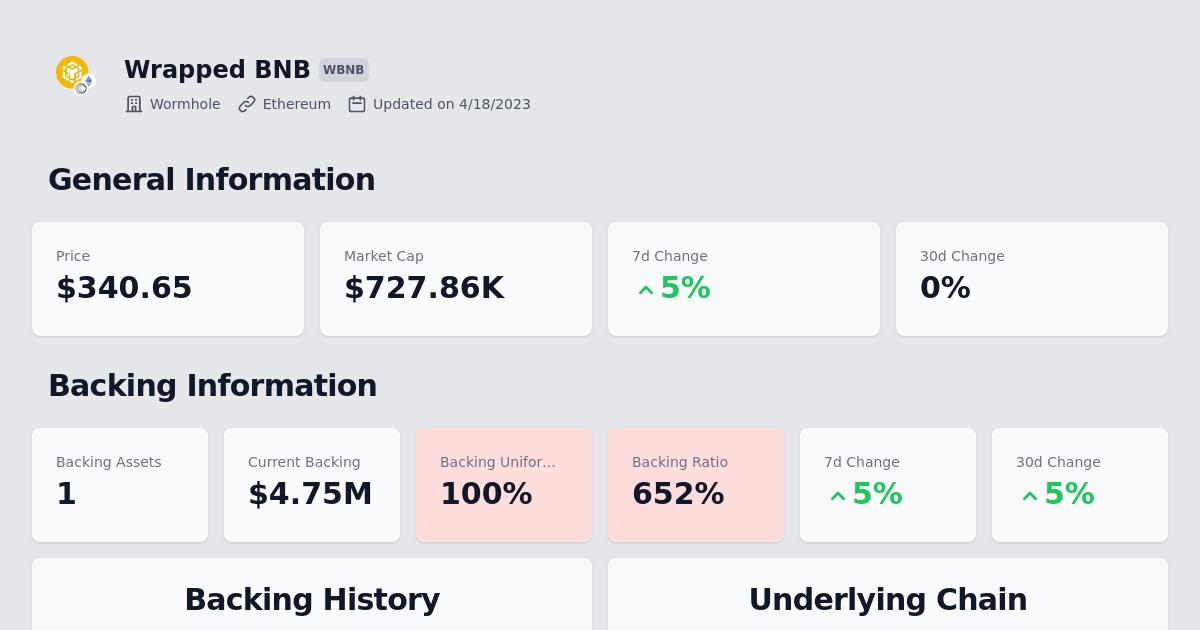 Wrapped BNB WBNB
Wormhole Ethereum Updated on 4/18/2023
General Information
Price
$340.65
Market Cap
$727.86K
7d Change
5%
30d Change
0%
Backing Information
Backing Assets
1
Current Backing
$4.75M
Backing Unifor...
100%
Backing Ratio
652%
7d Change
5%
30d Change
5%
Backing History
Underlying Chain